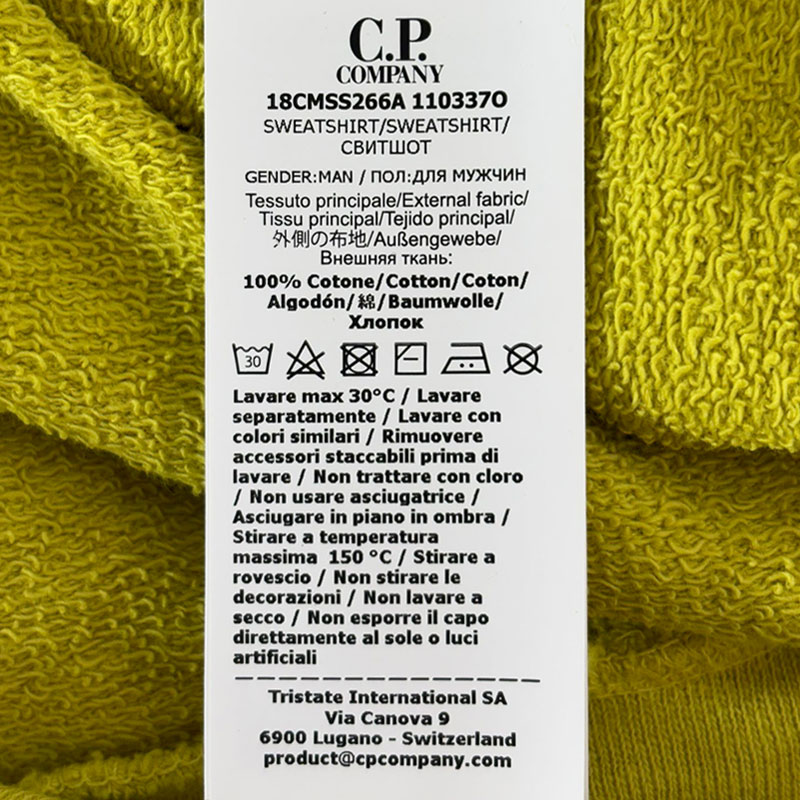 C.P.
COMPANY
18CMSS266A 110337O
SWEATSHIRT/SWEATSHIRT/
СВИТШОТ
GENDER:MAN / ПОЛ:ДЛЯ МУЖЧИН
Tessuto principale/External fabric/
Tissu principal/Tejido principal/
外側の布地/Außengewebe/
Внешняя ткань:
100% Cotone/Cotton/Coton/
Algodón/綿/Baumwolle/
Хлопок
30
Lavare max 30°C / Lavare
separatamente / Lavare con
colori similari / Rimuovere
accessori staccabili prima di
lavare / Non trattare con cloro
/ Non usare asciugatrice /
Asciugare in piano in ombra /
Stirare a temperatura
massima 150 °C / Stirare a
rovescio / Non stirare le
decorazioni / Non lavare a
secco / Non esporre il capo
direttamente al sole o luci
artificiali
Tristate International SA
Via Canova 9
6900 Lugano - Switzerland
product@cpcompany.com